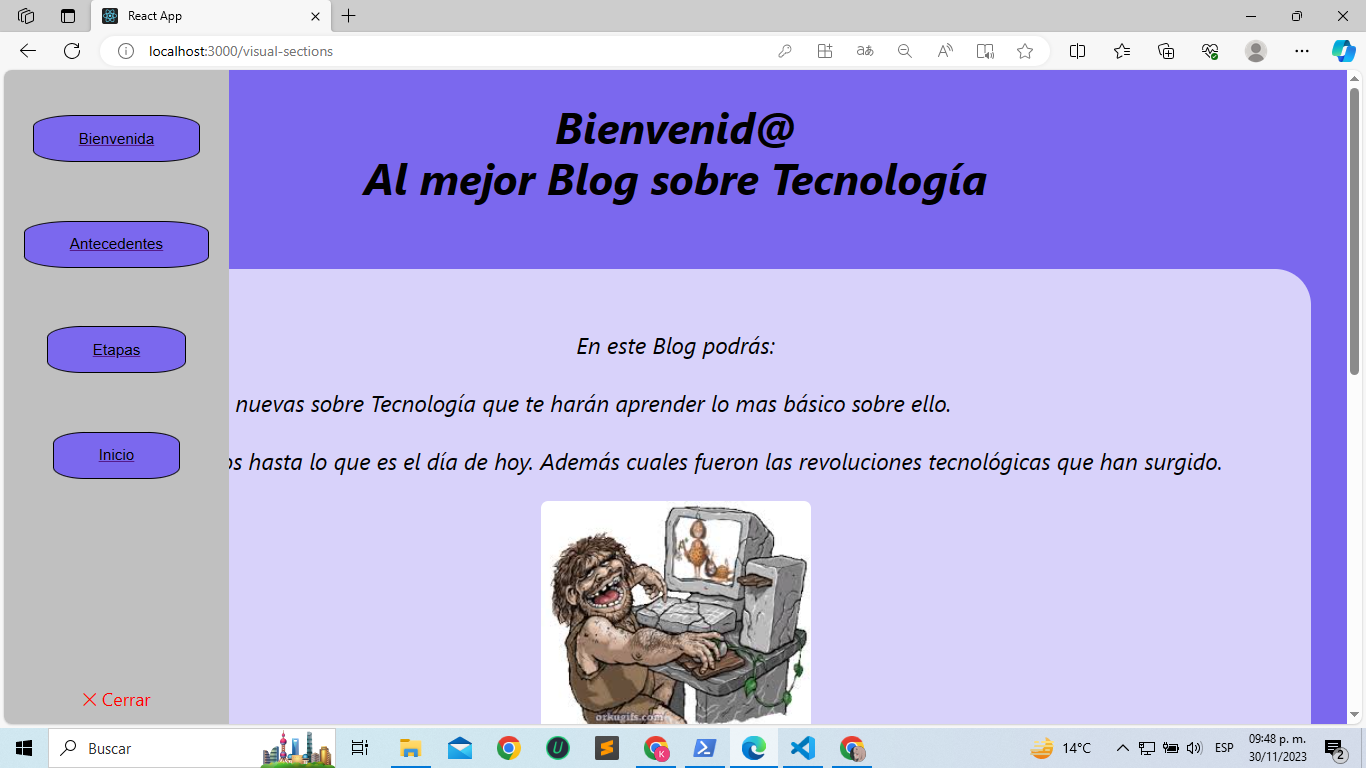 React App
localhost:3000/visual-sections
Bienvenida
Antecedentes
Etapas
Inicio
Cerrar
Bienvenid@
Al mejor Blog sobre Tecnología
En este Blog podrás:
nuevas sobre Tecnología que te harán aprender lo mas básico sobre ello.
os hasta lo que es el día de hoy. Además cuales fueron las revoluciones tecnológicas que han surgido.
orkugifs.com
Buscar
14°C
ESP
09:48 p. m.
30/11/2023
2